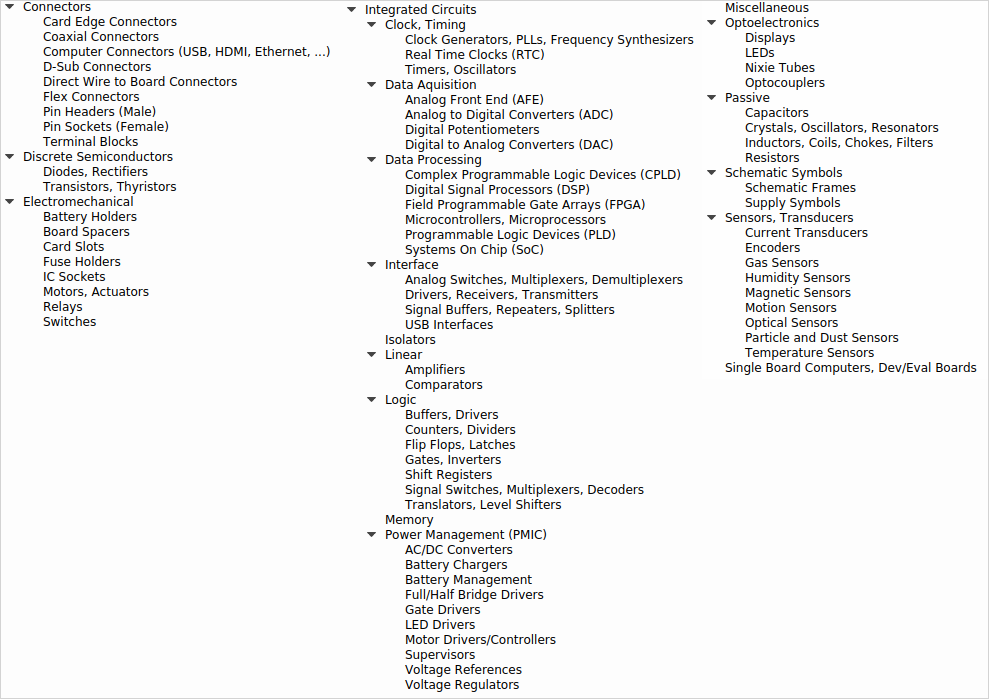 Connectors
Card Edge Connectors
Coaxial Connectors
Computer Connectors (USB, HDMI, Ethernet, ...)
D-Sub Connectors
Direct Wire to Board Connectors
Flex Connectors
Pin Headers (Male)
Pin Sockets (Female)
Terminal Blocks
Discrete Semiconductors
Diodes, Rectifiers
Transistors, Thyristors
Electromechanical
Battery Holders
Board Spacers
Card Slots
Fuse Holders
IC Sockets
Motors, Actuators
Relays
Switches
Integrated Circuits
Clock, Timing
Clock Generators, PLLs, Frequency Synthesizers
Real Time Clocks (RTC)
Timers, Oscillators
Data Aquisition
Analog Front End (AFE)
Analog to Digital Converters (ADC)
Digital Potentiometers
Digital to Analog Converters (DAC)
Data Processing
Complex Programmable Logic Devices (CPLD)
Digital Signal Processors (DSP)
Field Programmable Gate Arrays (FPGA)
Microcontrollers, Microprocessors
Programmable Logic Devices (PLD)
Systems On Chip (SoC)
Interface
Analog Switches, Multiplexers, Demultiplexers
Drivers, Receivers, Transmitters
Signal Buffers, Repeaters, Splitters
USB Interfaces
Isolators
Linear
Amplifiers
Comparators
Logic
Buffers, Drivers
Counters, Dividers
Flip Flops, Latches
Gates, Inverters
Shift Registers
Signal Switches, Multiplexers, Decoders
Translators, Level Shifters
Memory
Power Management (PMIC)
AC/DC Converters
Battery Chargers
Battery Management
Full/Half Bridge Drivers
Gate Drivers
LED Drivers
Motor Drivers/Controllers
Supervisors
Voltage References
Voltage Regulators
Miscellaneous
Optoelectronics
Displays
LEDs
Nixie Tubes
Optocouplers
Passive
Capacitors
Crystals, Oscillators, Resonators
Inductors, Coils, Chokes, Filters
Resistors
Schematic Symbols
Schematic Frames
Supply Symbols
Sensors, Transducers
Current Transducers
Encoders
Gas Sensors
Humidity Sensors
Magnetic Sensors
Motion Sensors
Optical Sensors
Particle and Dust Sensors
Temperature Sensors
Single Board Computers, Dev/Eval Boards